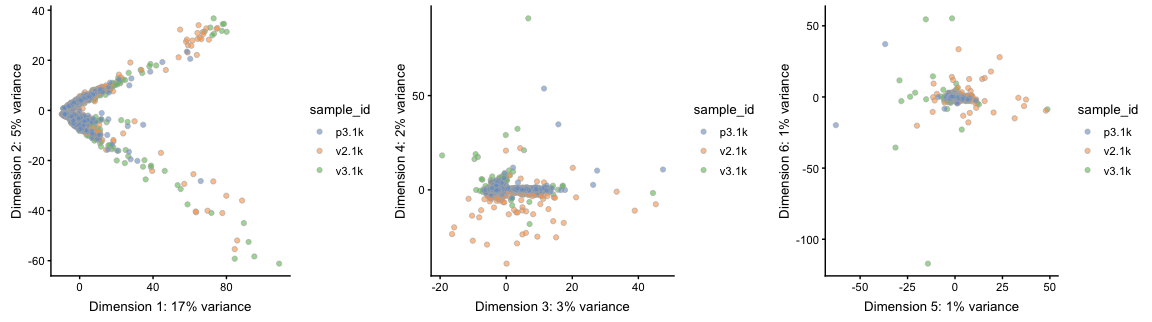 40
20
0
-20
-40
-60
0
40
80
Dimension 1: 17% variance
Dimension 2: 5% variance
sample_id
p3.1k
v2.1k
v3.1k
50
0
-20
0
20
40
Dimension 3: 3% variance
Dimension 4: 2% variance
sample_id
p3.1k
v2.1k
v3.1k
50
0
-50
-100
-50
-25
0
25
50
Dimension 5: 1% variance
Dimension 6: 1% variance
sample_id
p3.1k
v2.1k
v3.1k